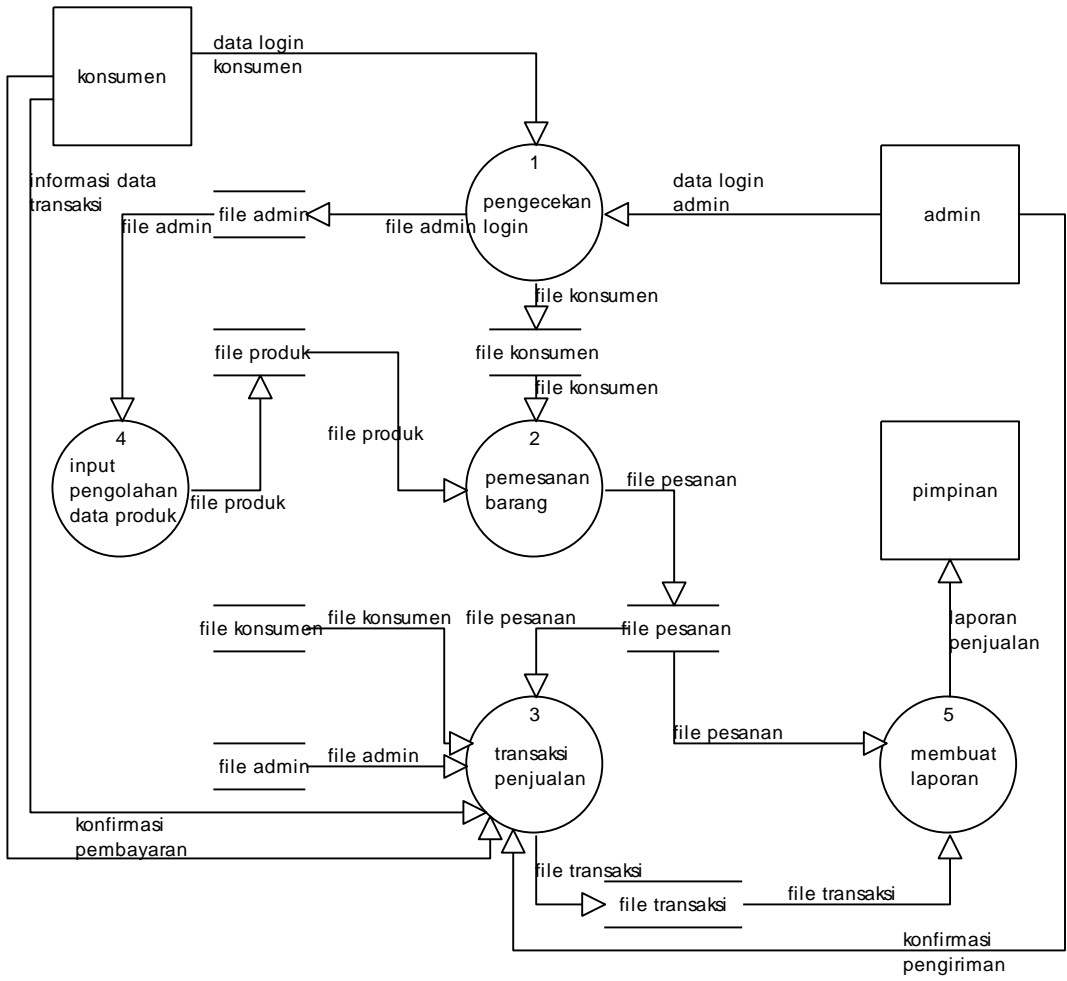 data login
konsumen
konsumen
1
pengecekan
login
informasi data
transaksi
file admin
file admin
file admin
data login
admin
admin
file konsumen
file produk
file konsumen
file konsumen
file produk
4
input
pengolahan
data produk
file produk
2
pemesanan
barang
file pesanan
pimpinan
file konsumen
file konsumen
file pesanan
file pesanan
laporan
penjualan
3
transaksi
penjualan
file admin
file admin
file pesanan
5
membuat
laporan
konfirmasi
pembayaran
file transaksi
file transaksi
file transaksi
konfirmasi
pengiriman